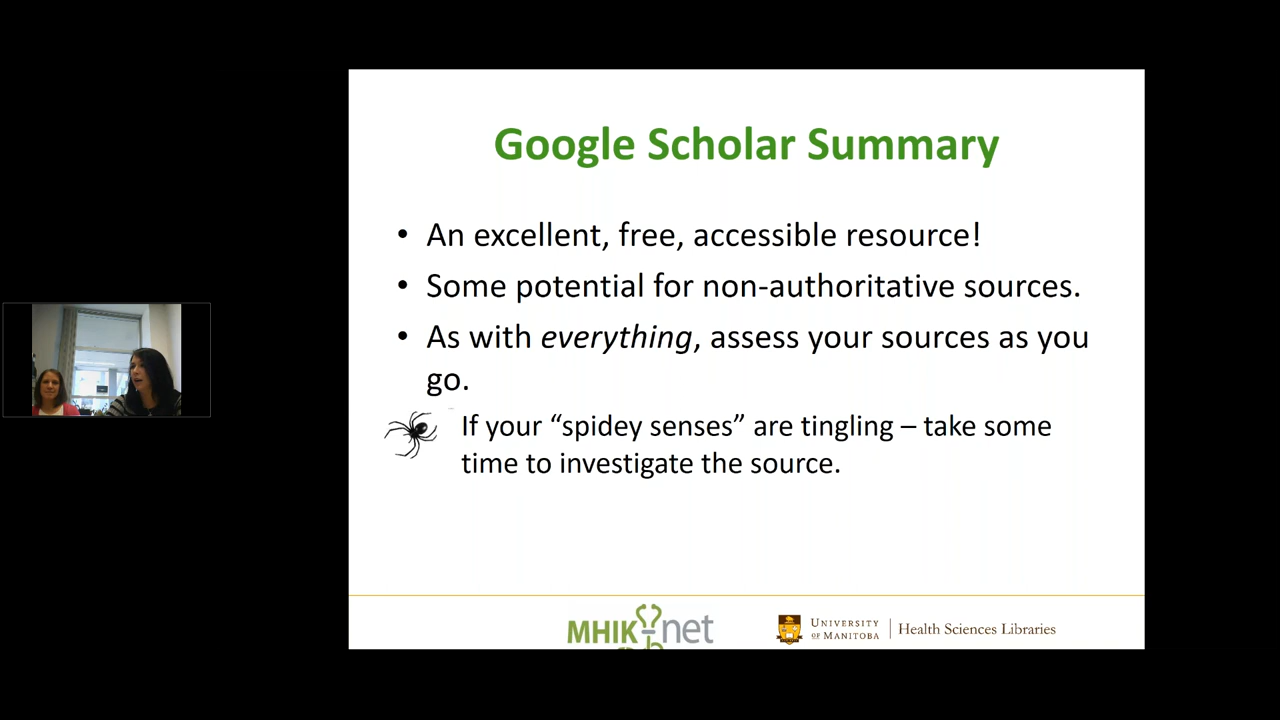 Google Scholar Summary
• An excellent, free, accessible resource!
• Some potential for non-authoritative sources.
• As with everything, assess your sources as you
go.
If your “spidey senses” are tingling – take some
time to investigate the source.
MHIK-net
UNIVERSITY
OF MANITOBA
Health Sciences Libraries